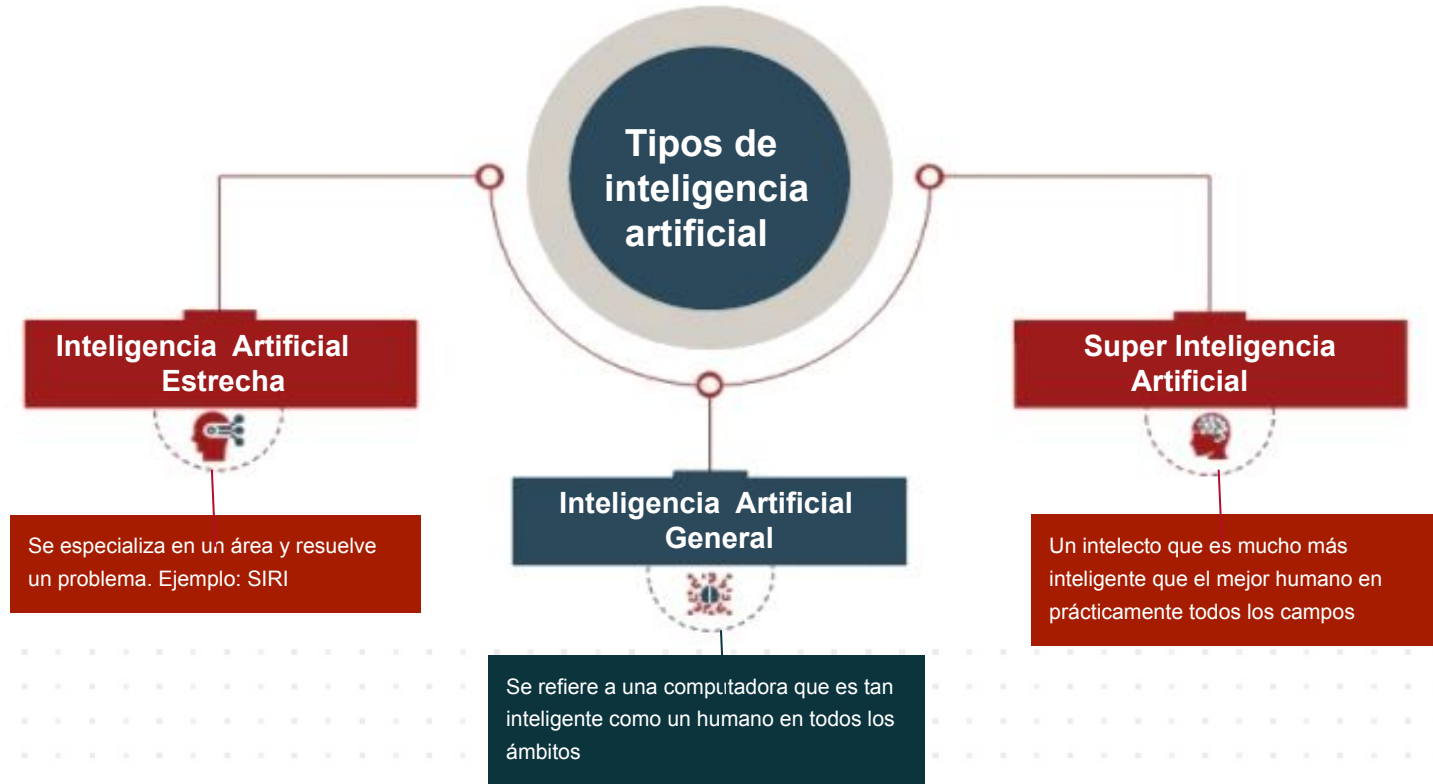 Tipos de
inteligencia
artificial
Inteligencia Artificial
Estrecha
Se especializa en un área y resuelve
un problema. Ejemplo: SIRI
Inteligencia Artificial
General
Se refiere a una computadora que es tan
inteligente como un humano en todos los
ámbitos
Super Inteligencia
Artificial
Un intelecto que es mucho más
inteligente que el mejor humano en
prácticamente todos los campos